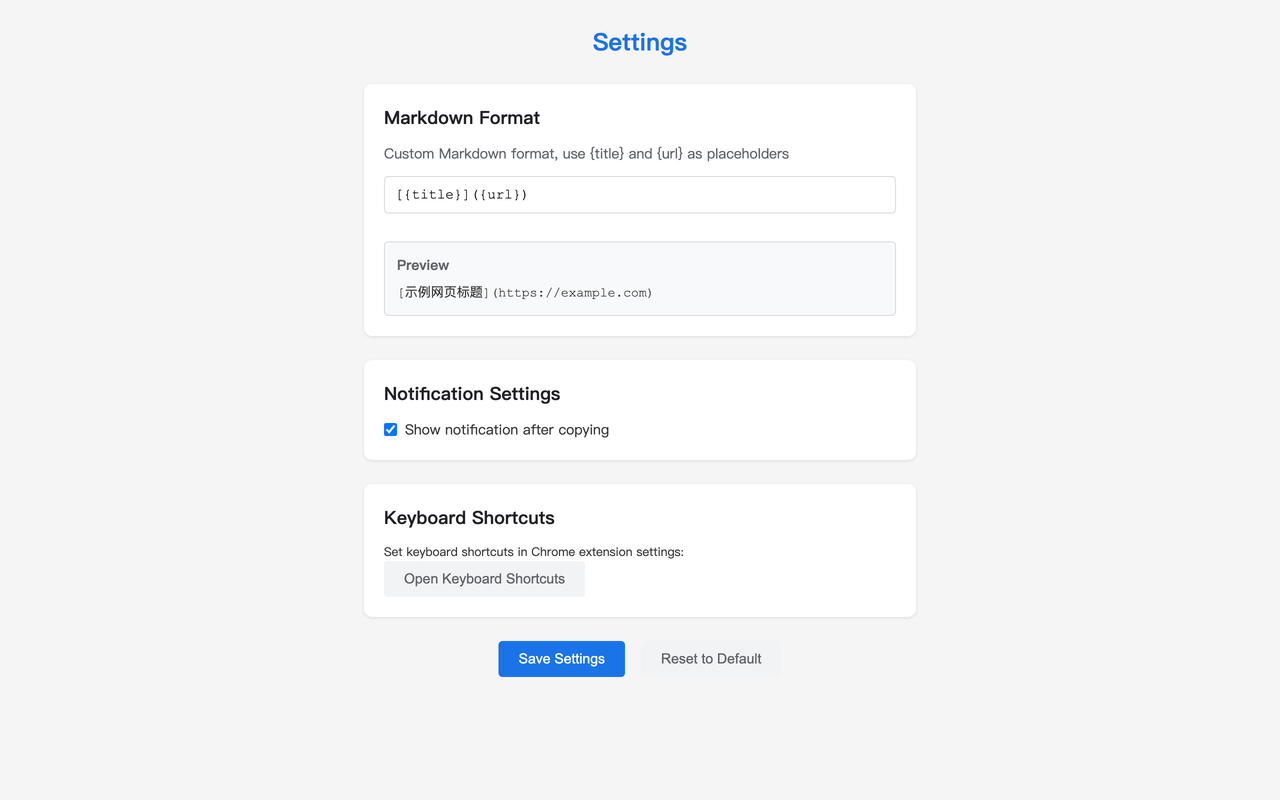 Settings
Markdown Format
Custom Markdown format, use {title} and {url} as placeholders
[{title}]({url})
Preview
[示例网页标题](https://example.com)
Notification Settings
Show notification after copying
Keyboard Shortcuts
Set keyboard shortcuts in Chrome extension settings:
Open Keyboard Shortcuts
Save Settings
Reset to Default